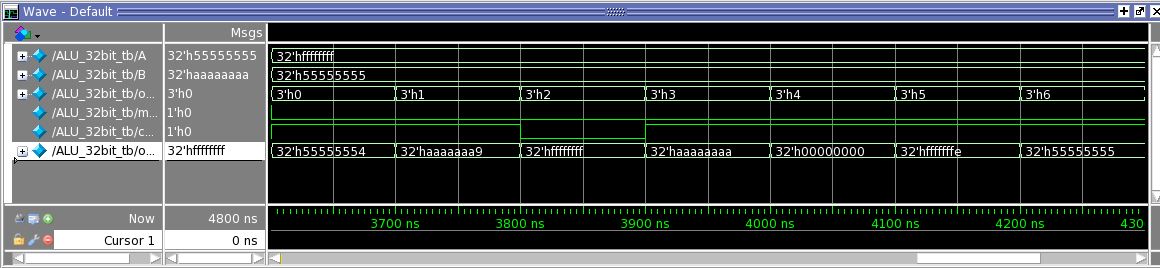 Wave - Default
Msgs
/ALU_32bit_tb/A 32'h55555555 32'hffffffff
/ALU_32bit_tb/B 32'haaaaaaaa 32'h55555555
/ALU_32bit_tb/o... 3'h0 3'h0 3'h1 3'h2 3'h3 3'h4 3'h5 3'h6
/ALU_32bit_tb/m... 1'h0
/ALU_32bit_tb/c... 1'h0
/ALU_32bit_tb/o... 32'hffffffff 32'h55555554 32'haaaaaaa9 32'hffffffff 32'haaaaaaaa 32'h00000000 32'hfffffffe 32'h55555555
Now 4800 ns 3700 ns 3800 ns 3900 ns 4000 ns 4100 ns 4200 ns 430
Cursor 1 0 ns